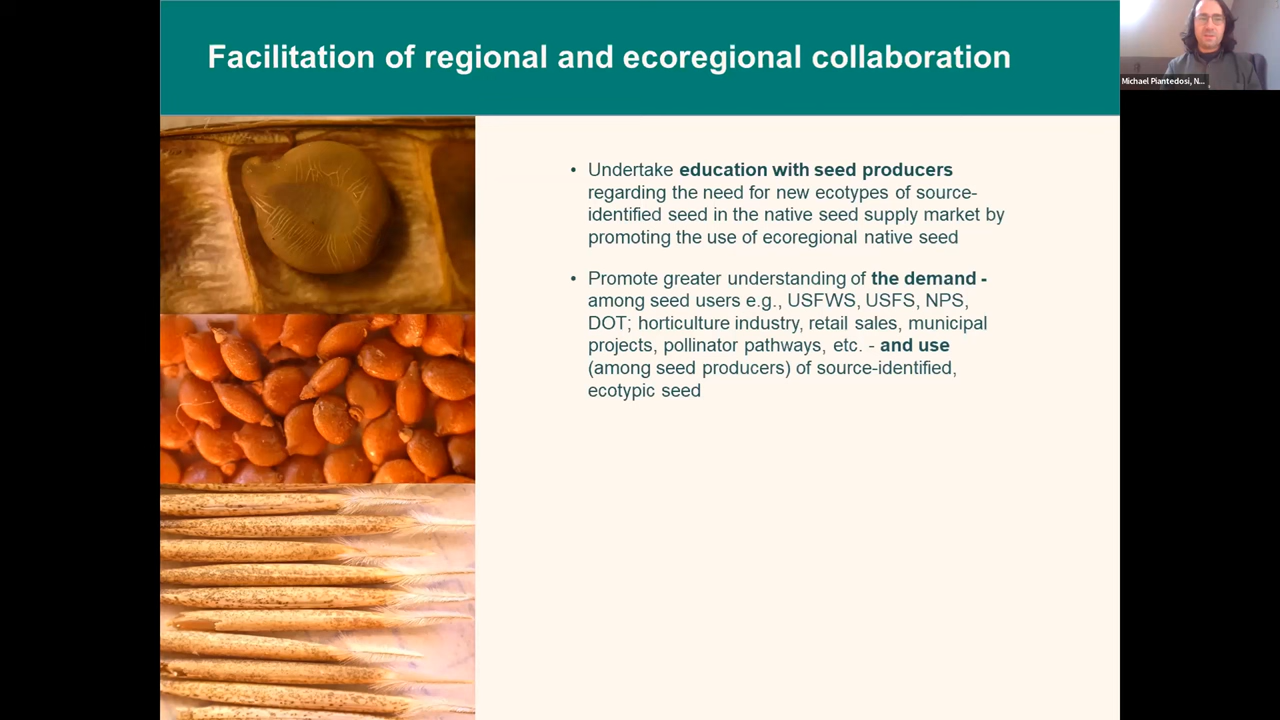 Facilitation of regional and ecoregional collaboration
Michael Piantedosi, N...
• Undertake education with seed producers
regarding the need for new ecotypes of source-
identified seed in the native seed supply market by
promoting the use of ecoregional native seed
• Promote greater understanding of the demand -
among seed users e.g., USFWS, USFS, NPS,
DOT; horticulture industry, retail sales, municipal
projects, pollinator pathways, etc. - and use
(among seed producers) of source-identified,
ecotypic seed